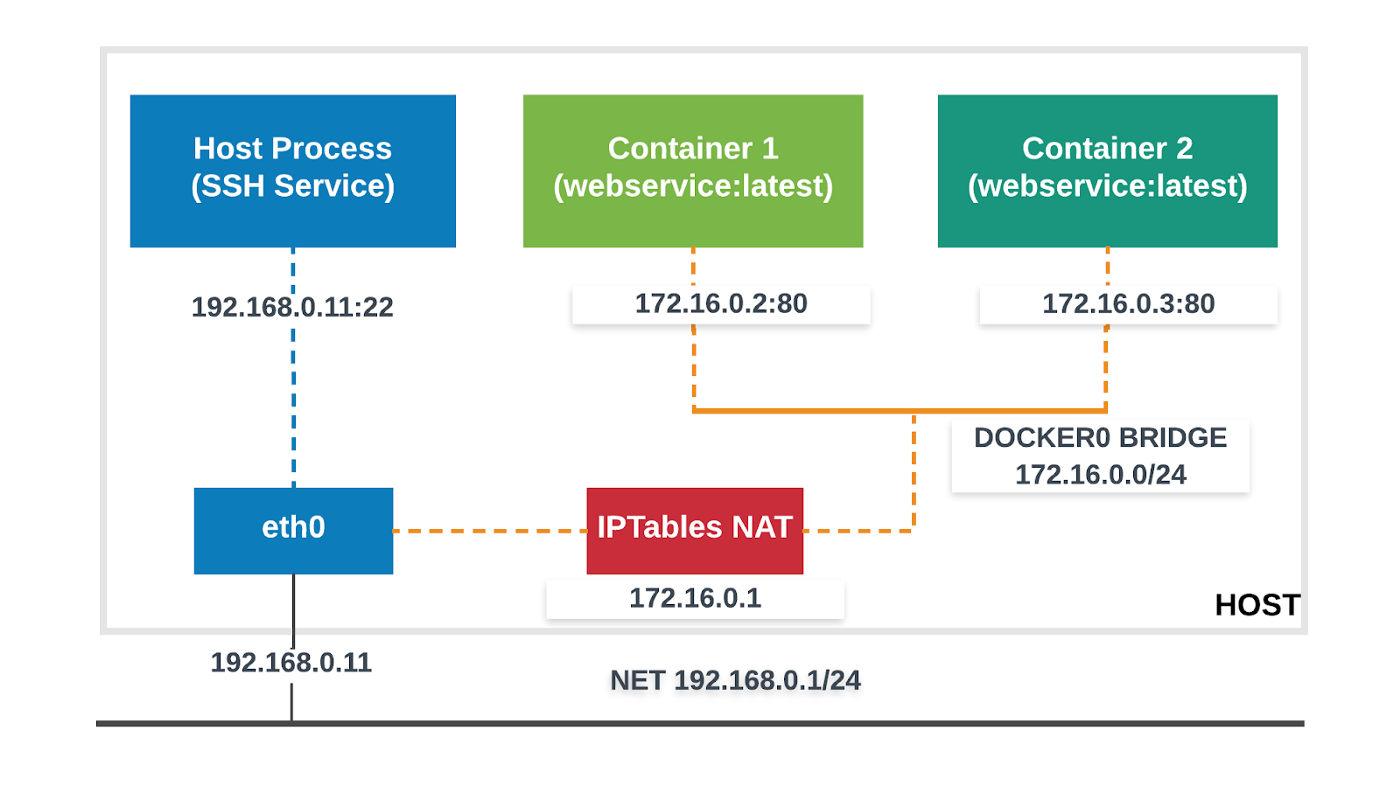 Host Process
(SSH Service)
Container 1
(webservice:latest)
Container 2
(webservice:latest)
192.168.0.11:22
172.16.0.2:80
172.16.0.3:80
DOCKER0 BRIDGE
172.16.0.0/24
eth0
IPTables NAT
172.16.0.1
HOST
192.168.0.11
NET 192.168.0.1/24